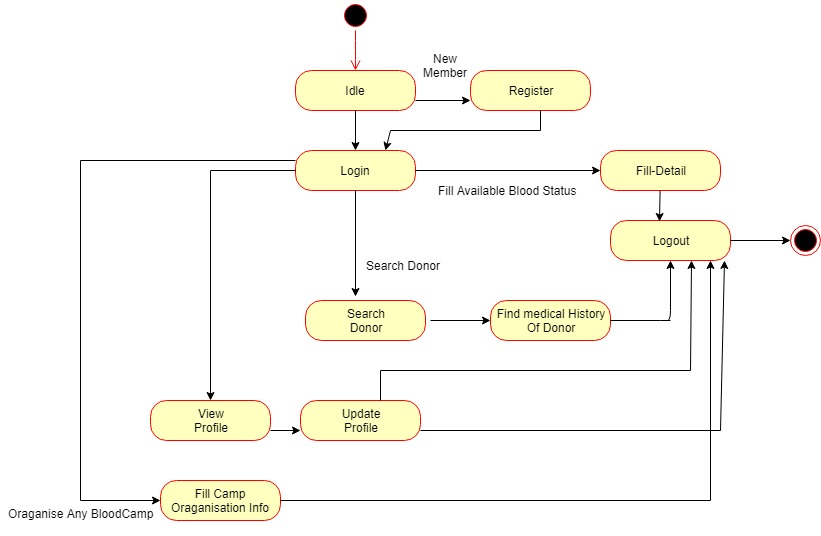 New
Member
Idle
Register
Login
Fill-Detail
Fill Available Blood Status
Logout
Search Donor
Search
Donor
Find medical History
Of Donor
View
Profile
Update
Profile
Fill Camp
Oraganisation Info
Oraganise Any BloodCamp